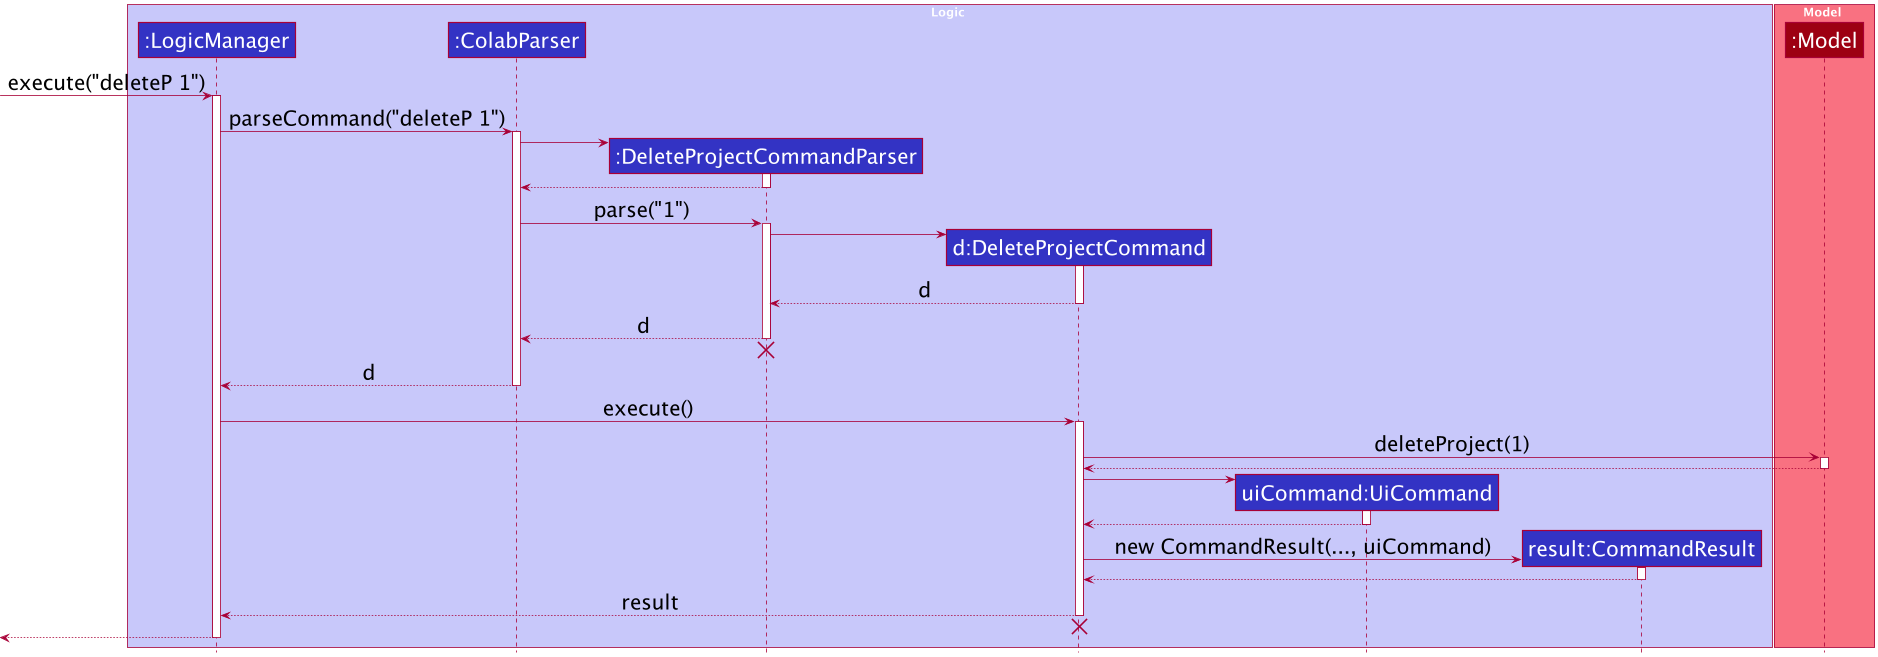 Logic
Model
:LogicManager
:ColabParser
:Model
execute("deleteP 1")
parseCommand("deleteP 1")
:DeleteProjectCommandParser
parse("1")
d:DeleteProjectCommand
d
d
d
execute()
deleteProject(1)
uiCommand:UiCommand
new CommandResult(..., uiCommand)
result:CommandResult
result